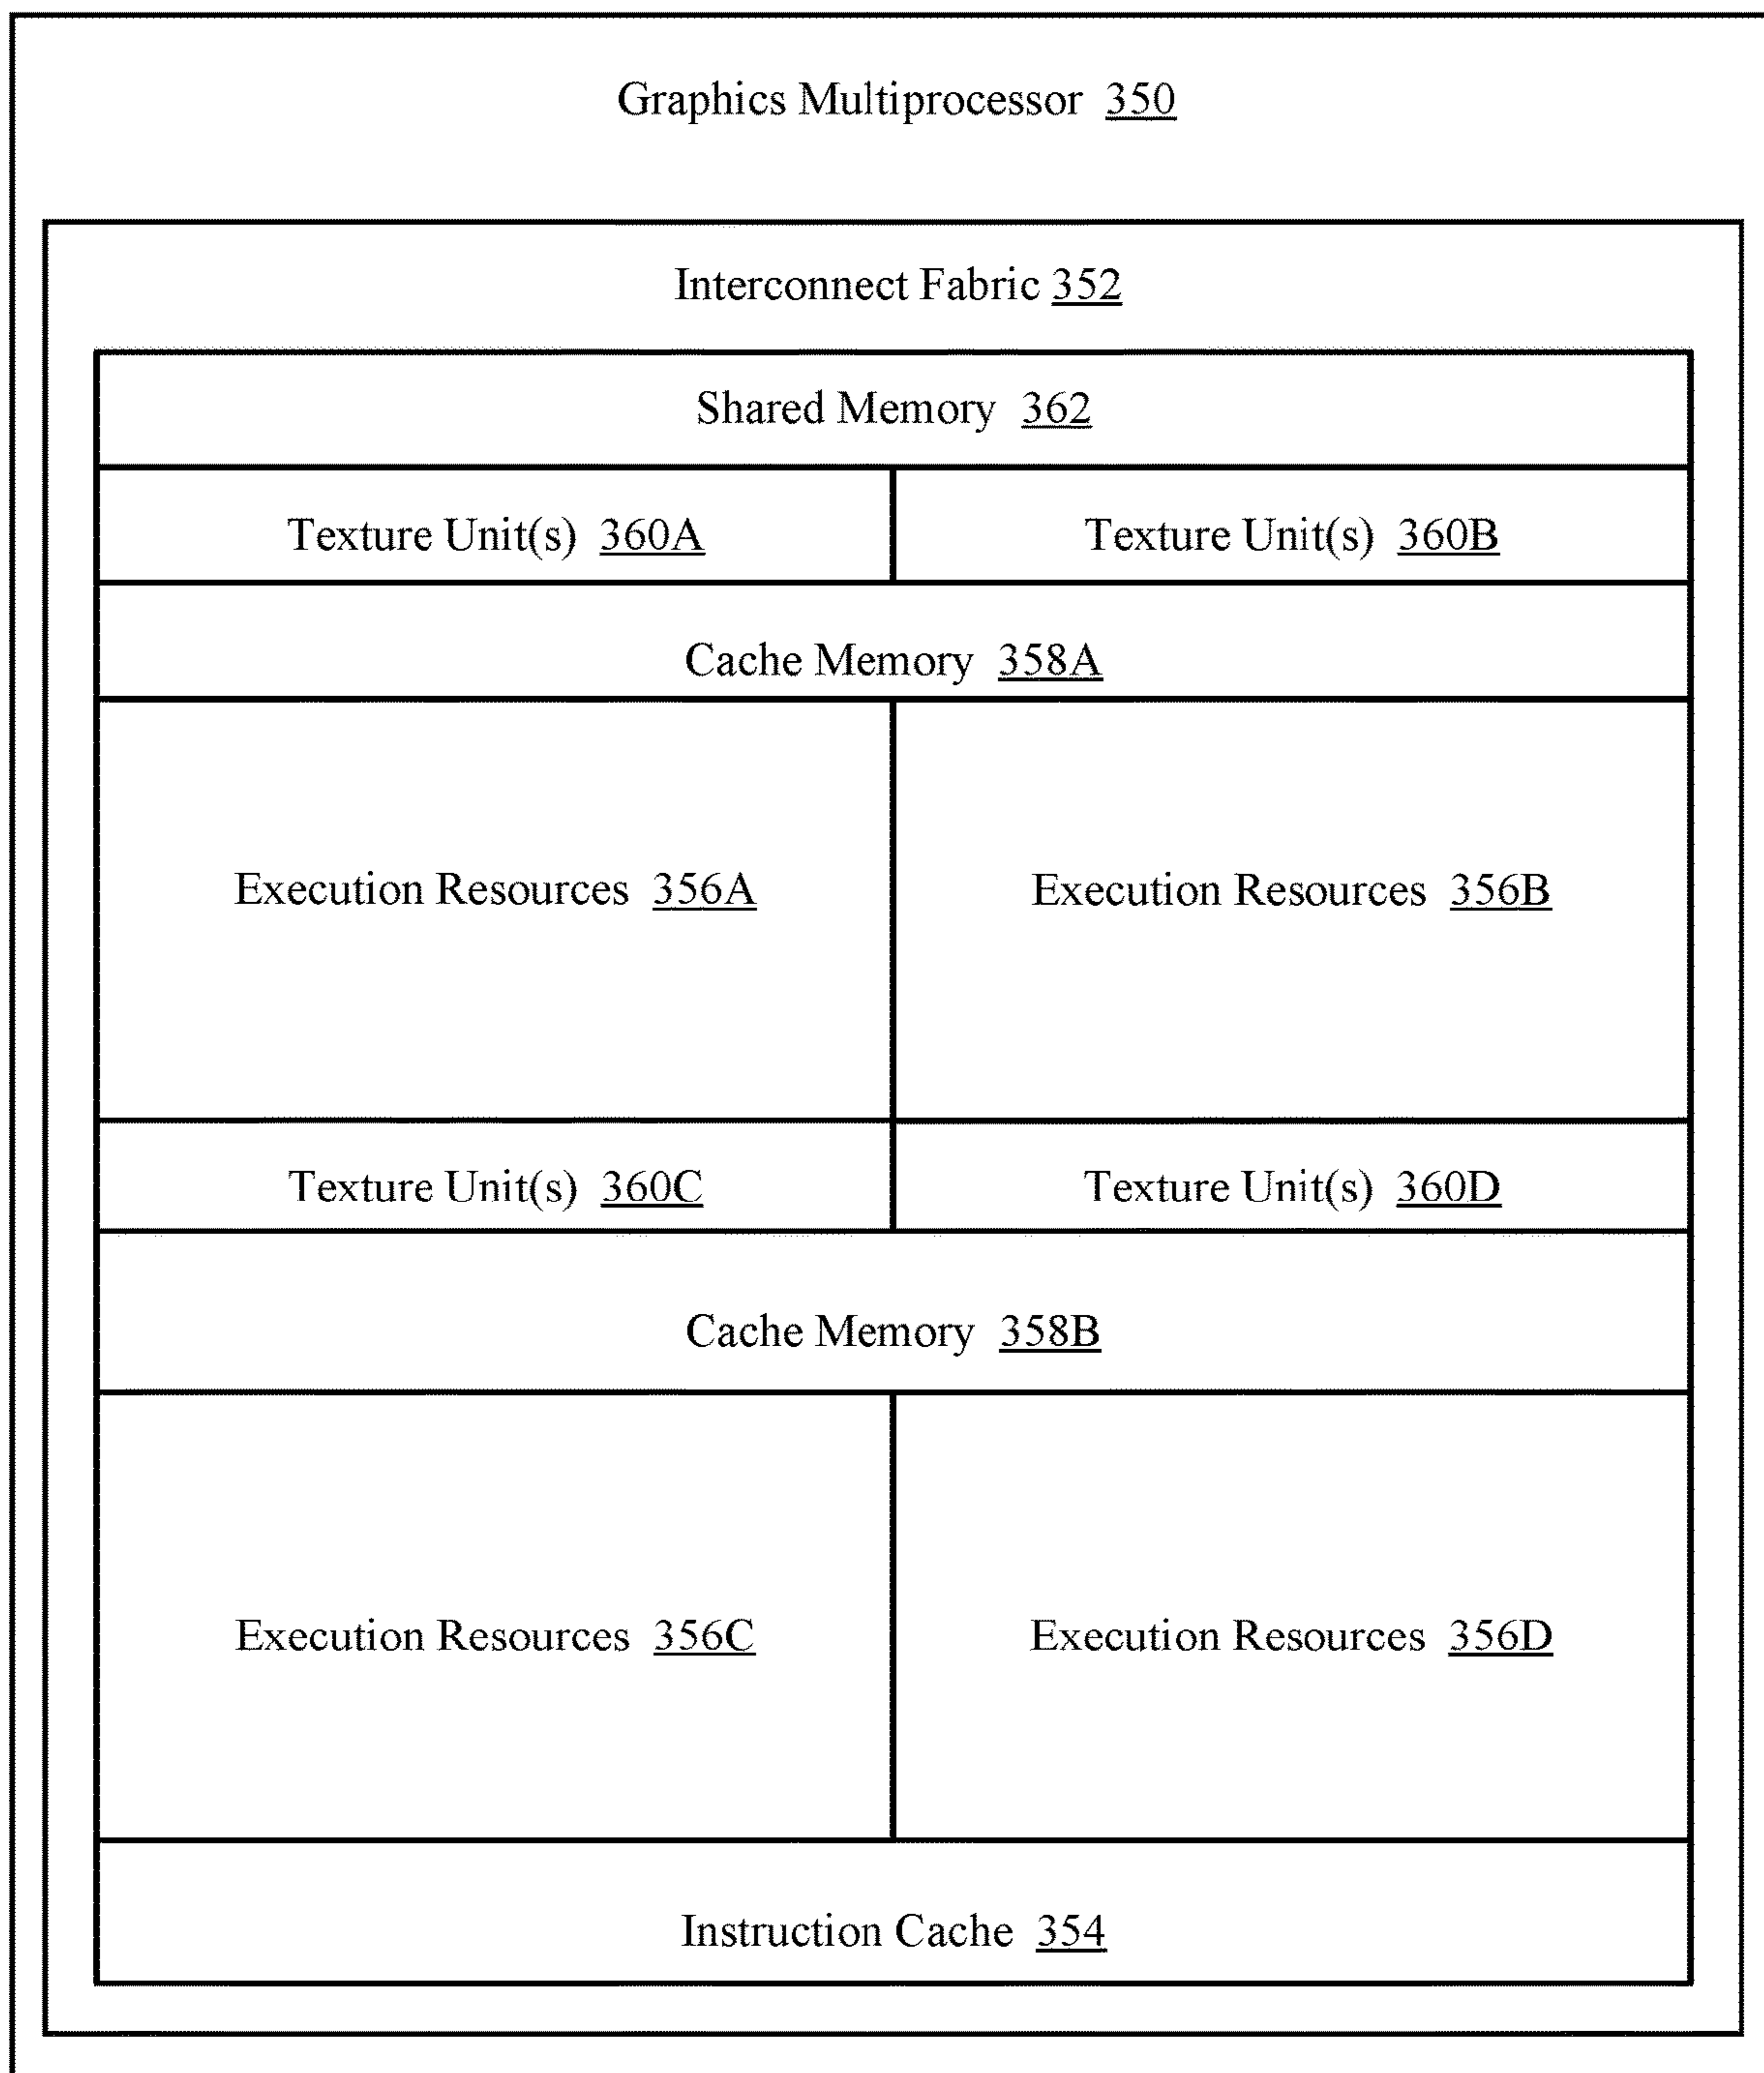 Graphics Multiprocessor 350
Interconnect Fabric 352
Shared Memory 362
Texture Unit(s) 360A
Texture Unit(s) 360B
Cache Memory 358A
Execution Resources 356A
Execution Resources 356B
Texture Unit(s) 360C
Texture Unit(s) 360D
Cache Memory 358B
Execution Resources 356C
Execution Resources 356D
Instruction Cache 354